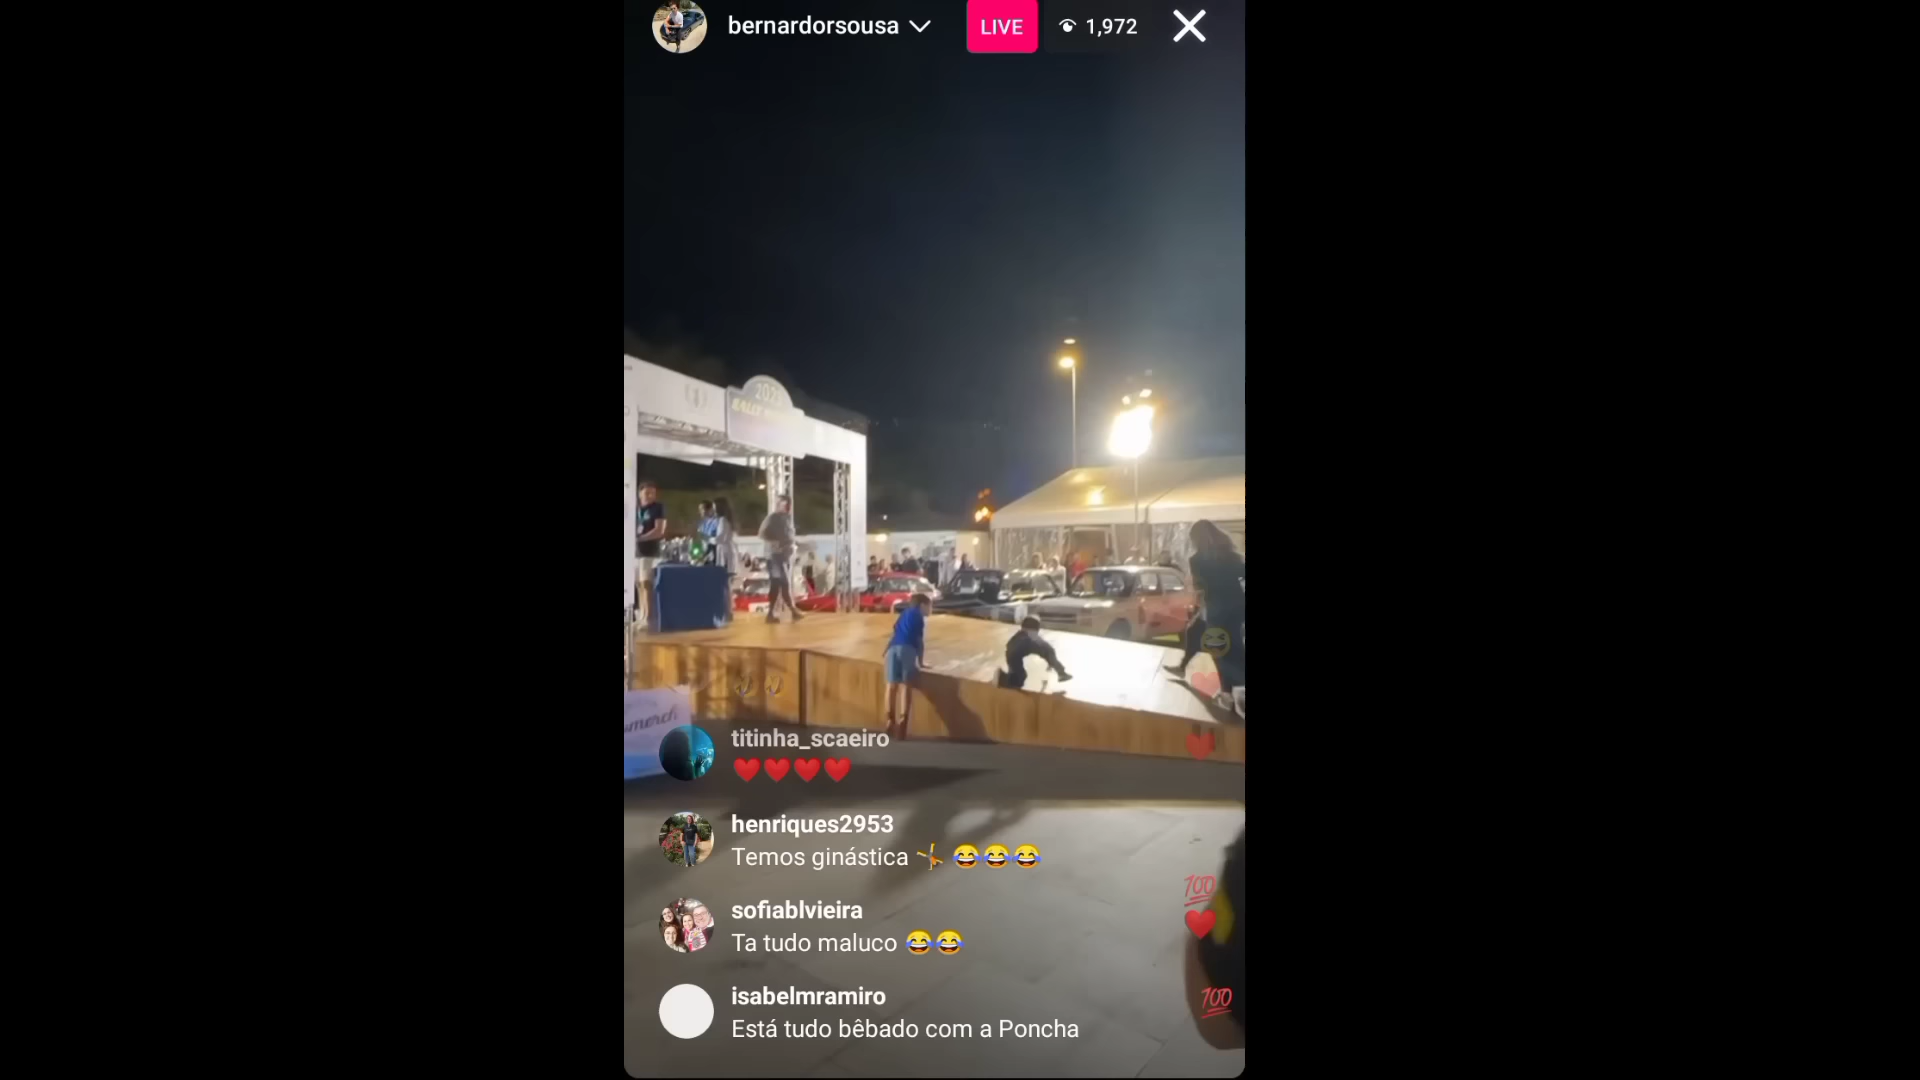 bernardorsousa
LIVE
1,972
titinha_scaeiro
❤️❤️❤️❤️
henriques2953
Temos ginástica 🤸 😂😂😂
sofiablvieira
Ta tudo maluco 😂😂
isabelmramiro
Está tudo bêbado com a Poncha